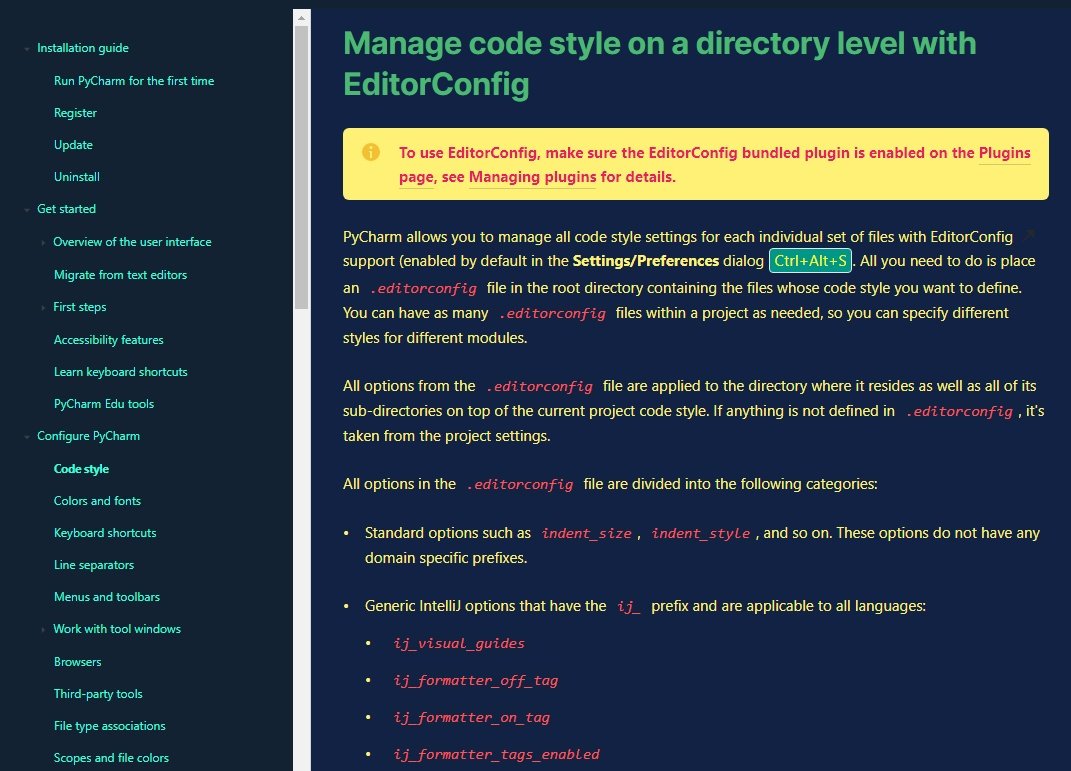 Installation guide
Run PyCharm for the first time
Register
Update
Uninstall
Get started
Overview of the user interface
Migrate from text editors
First steps
Accessibility features
Learn keyboard shortcuts
PyCharm Edu tools
Configure PyCharm
Code style
Colors and fonts
Keyboard shortcuts
Line separators
Menus and toolbars
Work with tool windows
Browsers
Third-party tools
File type associations
Scopes and file colors
Manage code style on a directory level with
EditorConfig
To use EditorConfig, make sure the EditorConfig bundled plugin is enabled on the Plugins
page, see Managing plugins for details.
PyCharm allows you to manage all code style settings for each individual set of files with EditorConfig
support (enabled by default in the Settings/Preferences dialog Ctrl+Alt+S. All you need to do is place
an .editorconfig file in the root directory containing the files whose code style you want to define.
You can have as many .editorconfig files within a project as needed, so you can specify different
styles for different modules.
All options from the .editorconfig file are applied to the directory where it resides as well as all of its
sub-directories on top of the current project code style. If anything is not defined in .editorconfig, it's
taken from the project settings.
All options in the .editorconfig file are divided into the following categories:
• Standard options such as indent_size, indent_style, and so on. These options do not have any
domain specific prefixes.
• Generic IntelliJ options that have the ij_ prefix and are applicable to all languages:
• ij_visual_guides
• ij_formatter_off_tag
• ij_formatter_on_tag
• ij_formatter_tags_enabled